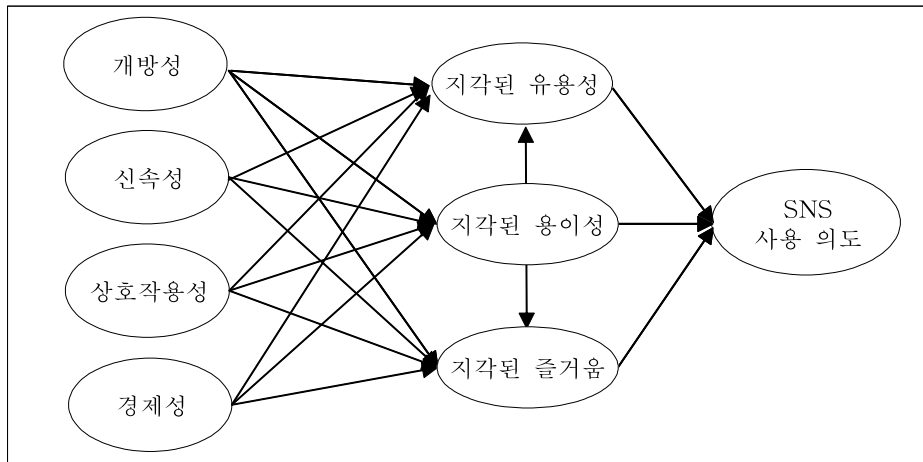 개방성
신속성
상호작용성
경제성
지각된 유용성
지각된 용이성
지각된 즐거움
SNS
사용 의도